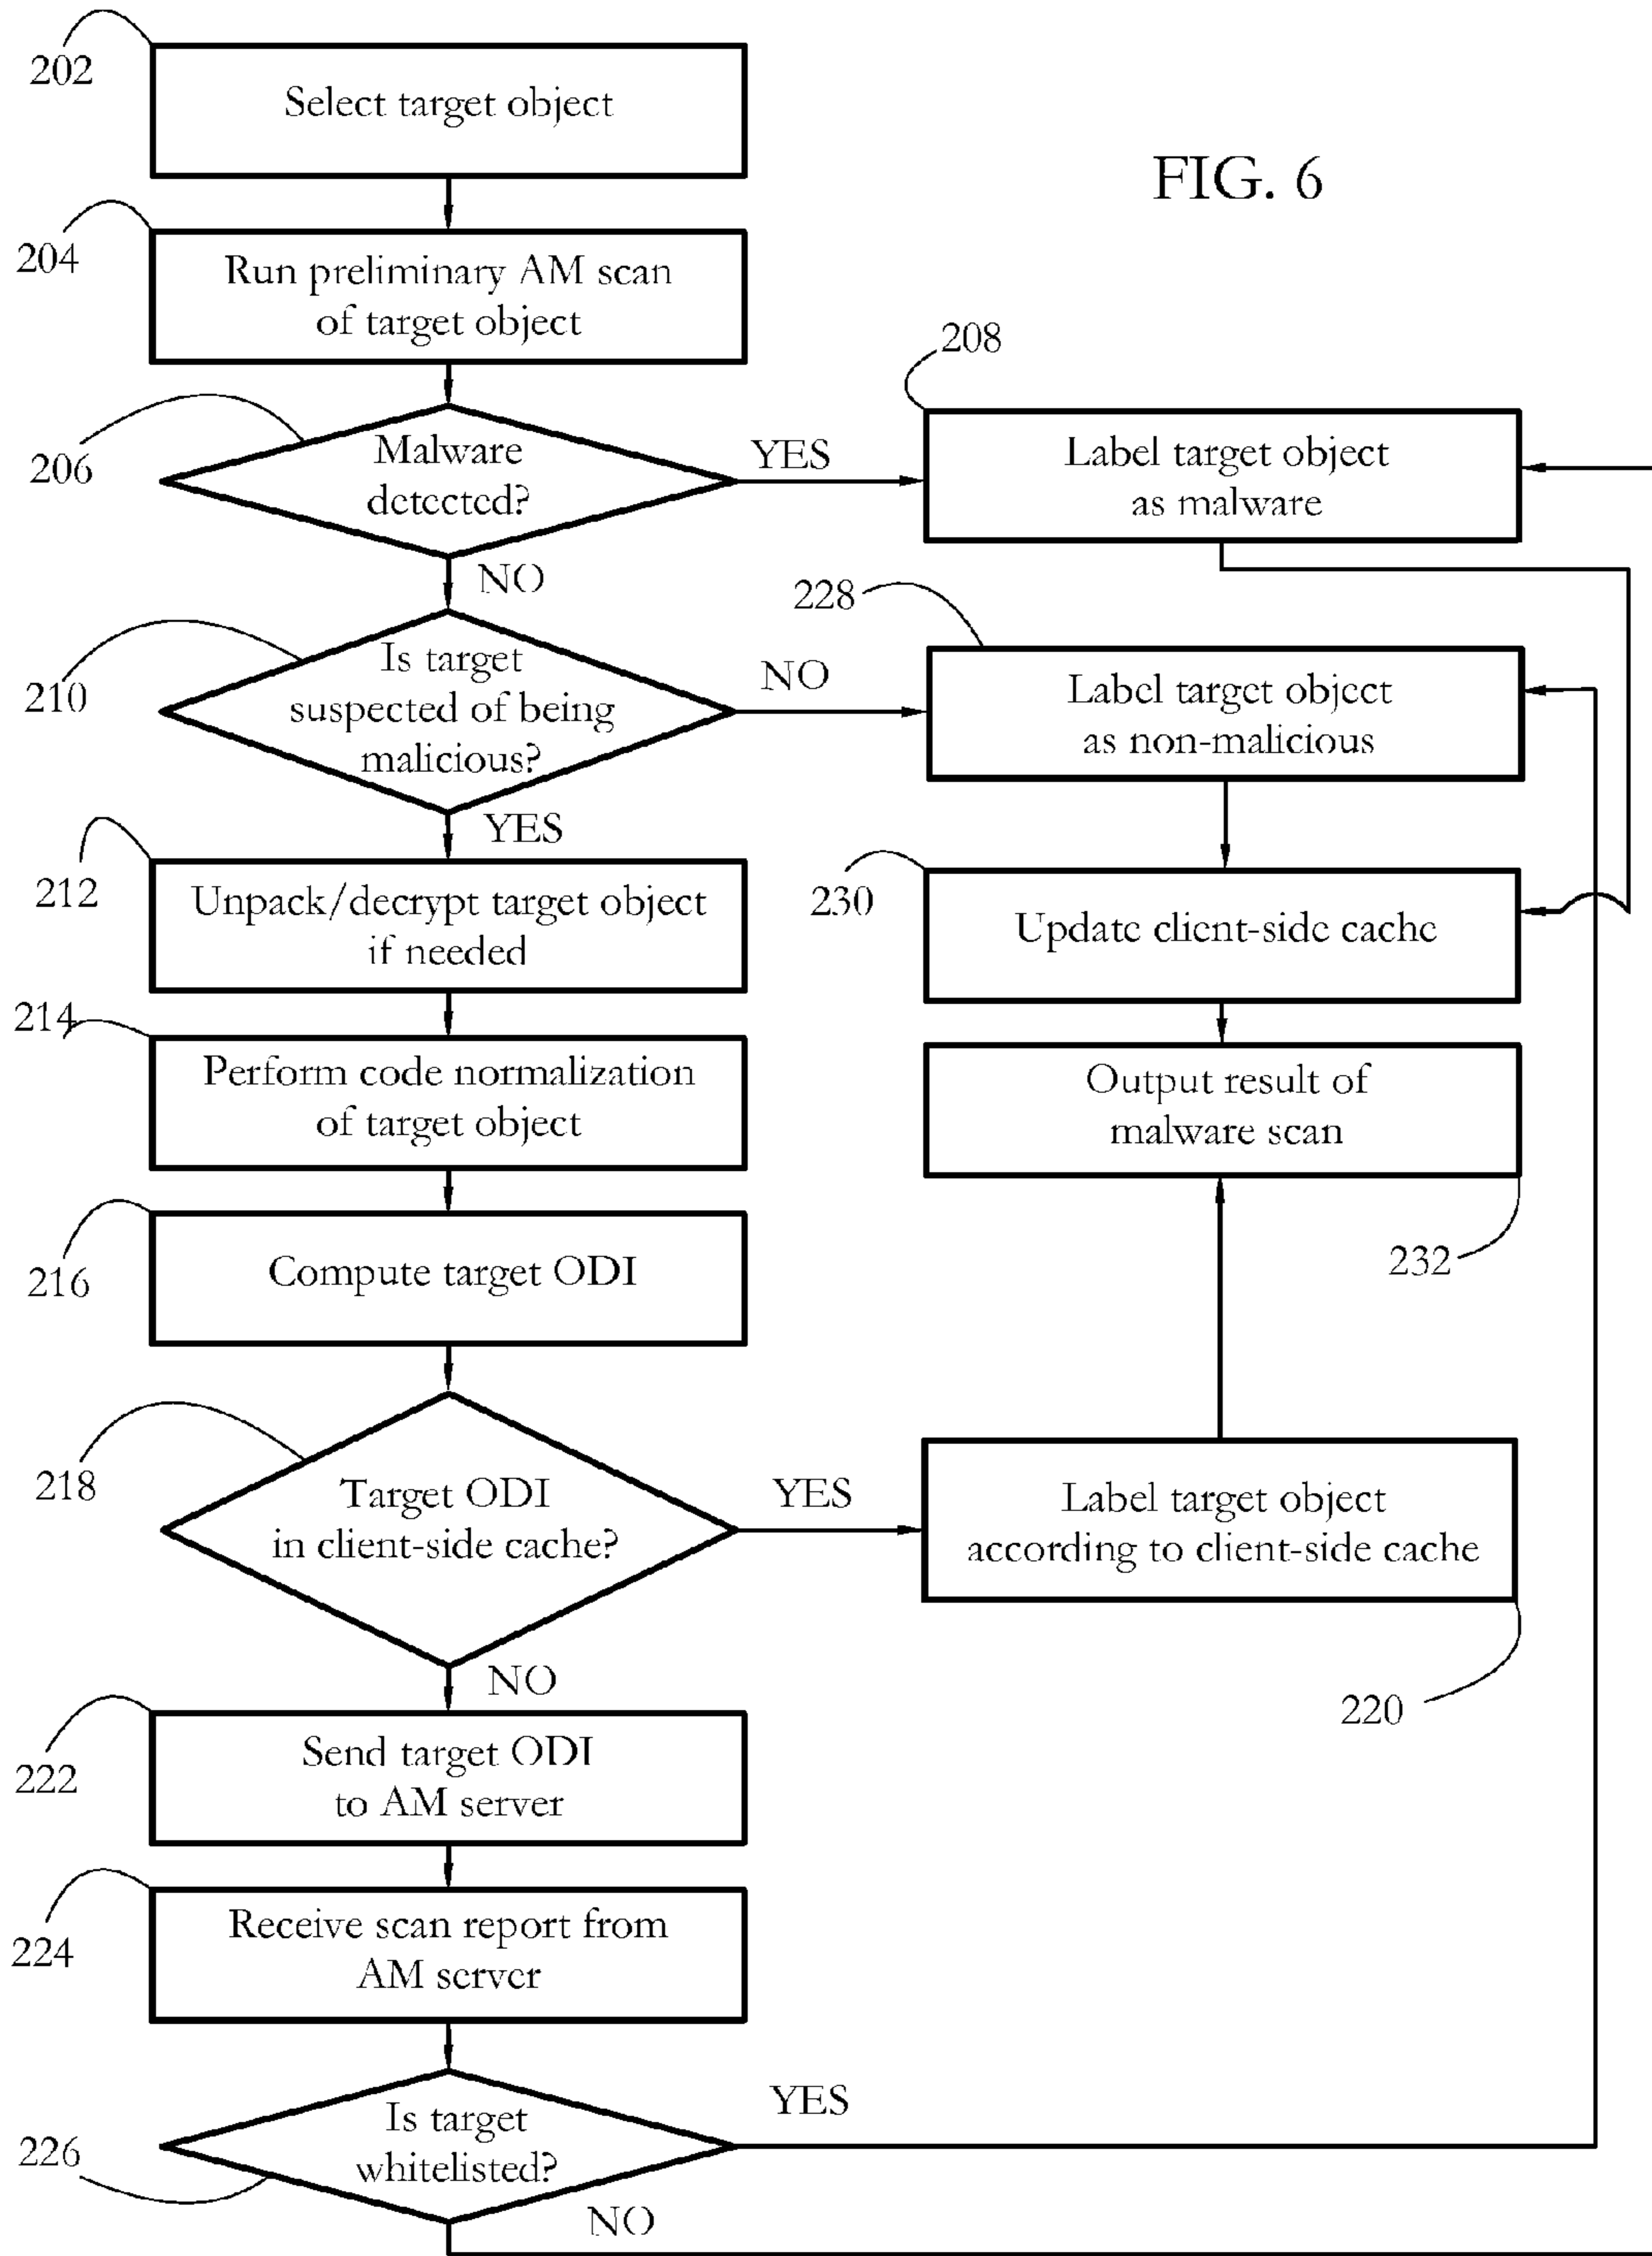 202
Select target object
FIG. 6
204
Run preliminary AM scan
of target object
208
206
Malware
detected?
YES
Label target object
as malware
NO
228
210
Is target
suspected of being
malicious?
NO
Label target object
as non-malicious
YES
212
Unpack/decrypt target object
if needed
230
Update client-side cache
214
Perform code normalization
of target object
Output result of
malware scan
232
216
Compute target ODI
218
Target ODI
in client-side cache?
YES
Label target object
according to client-side cache
220
NO
222
Send target ODI
to AM server
224
Receive scan report from
AM server
226
Is target
whitelisted?
YES
NO